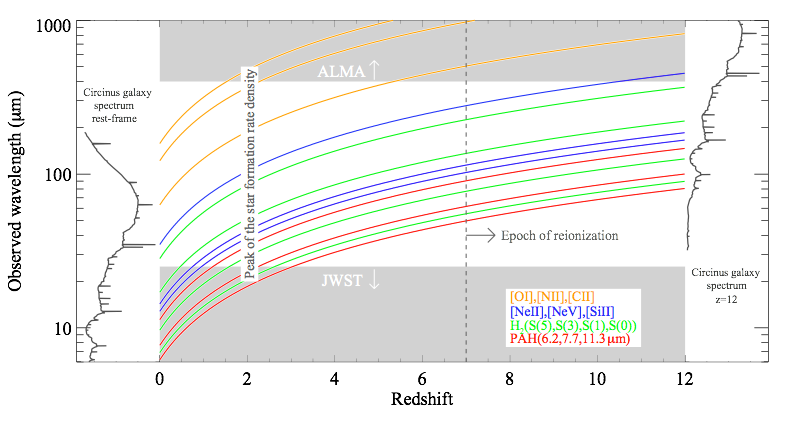 1000
100
10
Observed wavelength (μm)
Circinus galaxy
spectrum
rest-frame
ALMA ↑
Peak of the star formation rate density
→ Epoch of reionization
JWST ↓
[OI],[NII],[CII]
[NeII],[NeV],[SiII]
H₂(S(5),S(3),S(1),S(0))
PAH(6.2,7.7,11.3μm)
Circinus galaxy
spectrum
z=12
0 2 4 6 8 10 12
Redshift